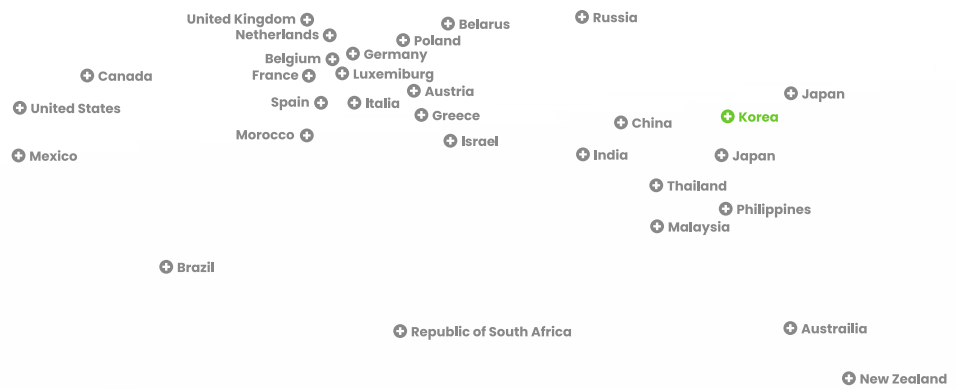 United Kingdom
Russia
Belarus
Netherlands
Poland
Germany
Belgium
Luxemiburg
France
Canada
Austria
Japan
Spain
Italia
United States
Greece
Korea
China
Morocco
Israel
India
Japan
Mexico
Thailand
Philippines
Malaysia
Brazil
Austrailia
Republic of South Africa
New Zealand